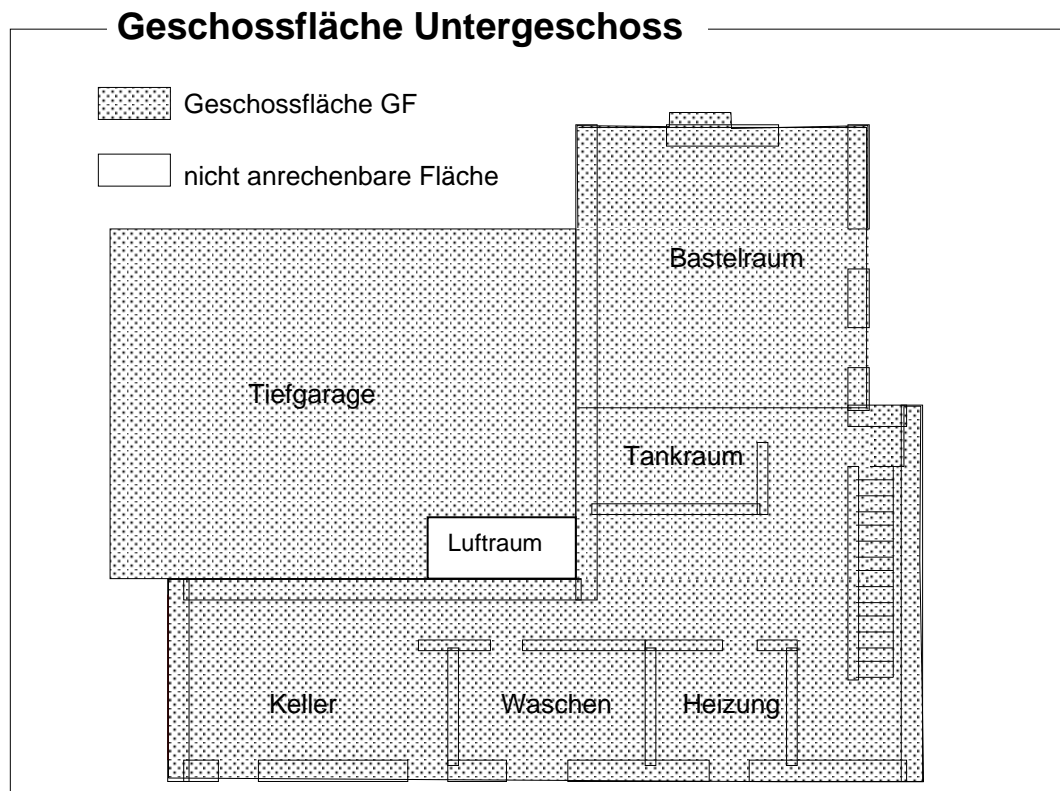 Geschossfläche Untergeschoss
Geschossfläche GF
nicht anrechenbare Fläche
Bastelraum
Tiefgarage
Tankraum
Luftraum
Keller
Waschen
Heizung